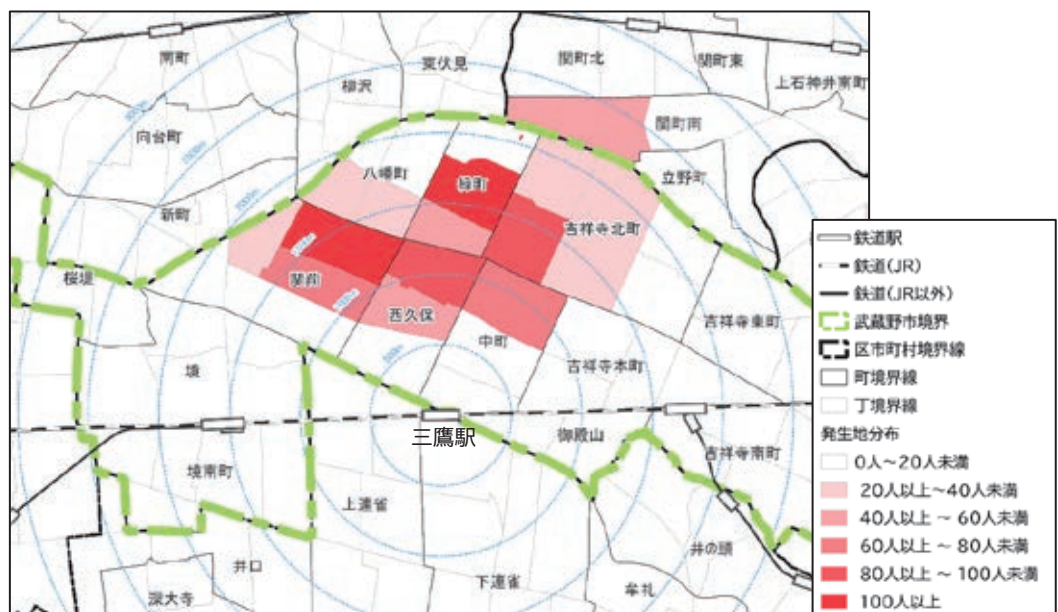 南町
東伏見
関町北
関町東
柳沢
上石神井南町
向台町
関町南
八幡町
緑町
立野町
新町
吉祥寺北町
桜堤
関前
西久保
吉祥寺東町
中町
境
吉祥寺本町
500m
三鷹駅
御殿山
吉祥寺南町
境南町
上連雀
井の頭
井口
下連雀
牟礼
深大寺
鉄道駅
鉄道(JR)
鉄道(JR以外)
武蔵野市境界
区市町村境界線
町境界線
丁境界線
発生地分布
0人~20人未満
20人以上~40人未満
40人以上 ~ 60人未満
60人以上 ~ 80人未満
80人以上 ~ 100人未満
100人以上